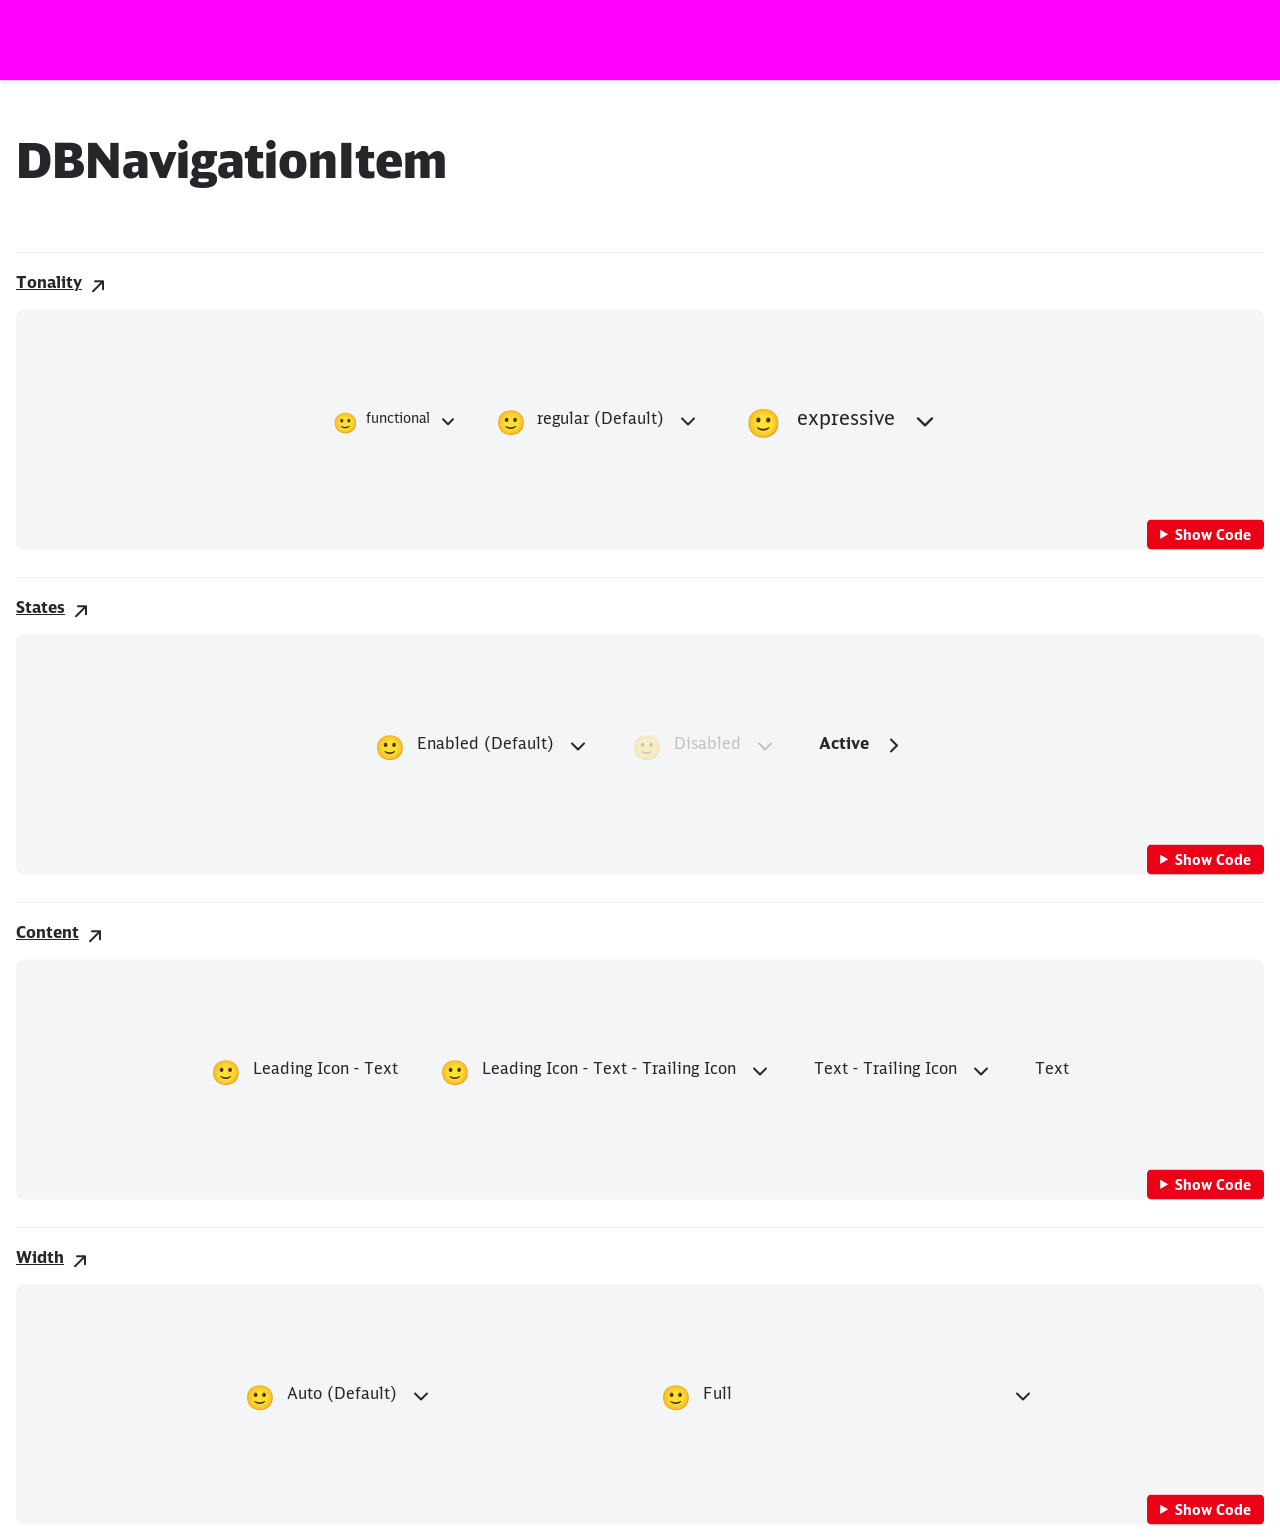 DBNavigationItem
Tonality
functional regular (Default) expressive
Show Code
States
Enabled (Default) Disabled Active
Show Code
Content
Leading Icon - Text Leading Icon - Text - Trailing Icon Text - Trailing Icon Text
Show Code
Width
Auto (Default) Full
Show Code